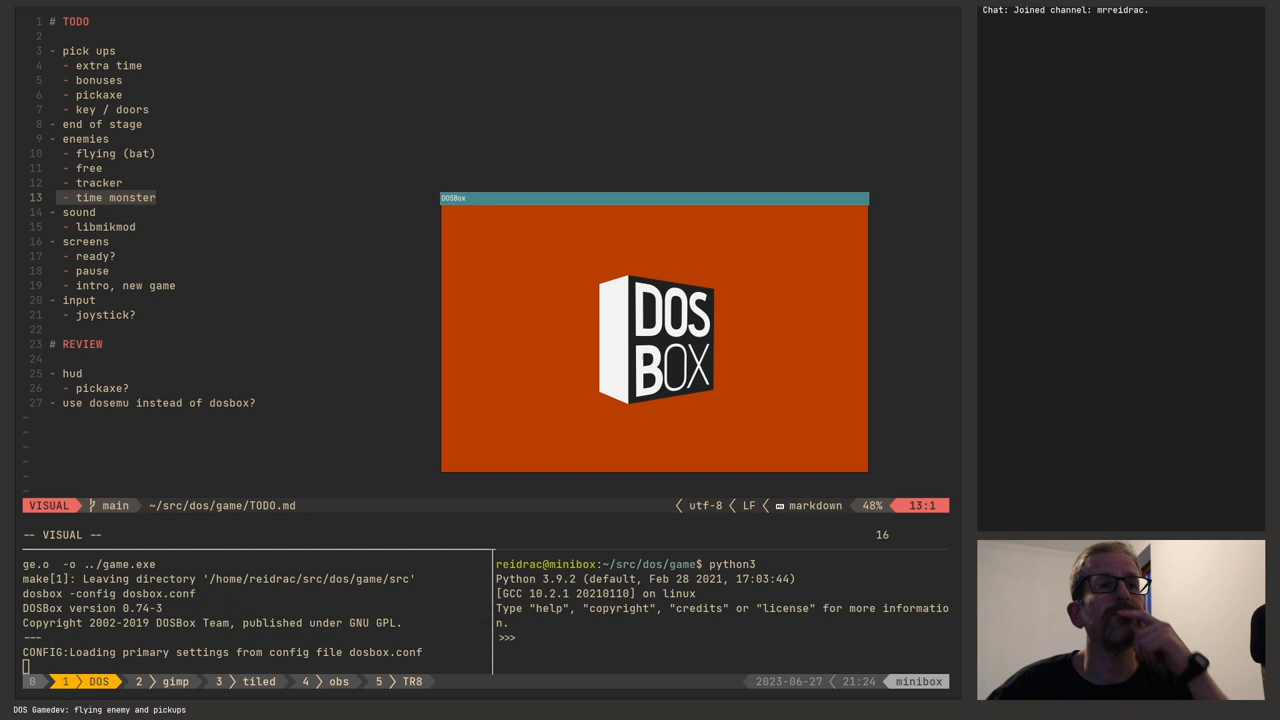 1 # TODO
2
3 - pick ups
4 - extra time
5 - bonuses
6 - pickaxe
7 - key / doors
8 - end of stage
9 - enemies
10 - flying (bat)
11 - free
12 - tracker
13 - time monster
14 - sound
15 - libmikmod
16 - screens
17 - ready?
18 - pause
19 - intro, new game
20 - input
21 - joystick?
22
23 # REVIEW
24
25 - hud
26 - pickaxe?
27 - use dosemu instead of dosbox?
~
~
~
~
~
~
VISUAL main ~/src/dos/game/TODO.md utf-8 LF markdown 48% 13:1
-- VISUAL -- 16
DOSBox
DOS
BOX
ge.o -o ../game.exe
make[1]: Leaving directory '/home/reidrac/src/dos/game/src'
dosbox -config dosbox.conf
DOSBox version 0.74-3
Copyright 2002-2019 DOSBox Team, published under GNU GPL.
---
CONFIG:Loading primary settings from config file dosbox.conf
reidrac@minibox:~/src/dos/game$ python3
Python 3.9.2 (default, Feb 28 2021, 17:03:44)
[GCC 10.2.1 20210110] on linux
Type "help", "copyright", "credits" or "license" for more informatio
n.
>>>
0 1 DOS 2 gimp 3 tiled 4 obs 5 TR8 2023-06-27 21:24 minibox
DOS Gamedev: flying enemy and pickups
Chat: Joined channel: mrreidrac.